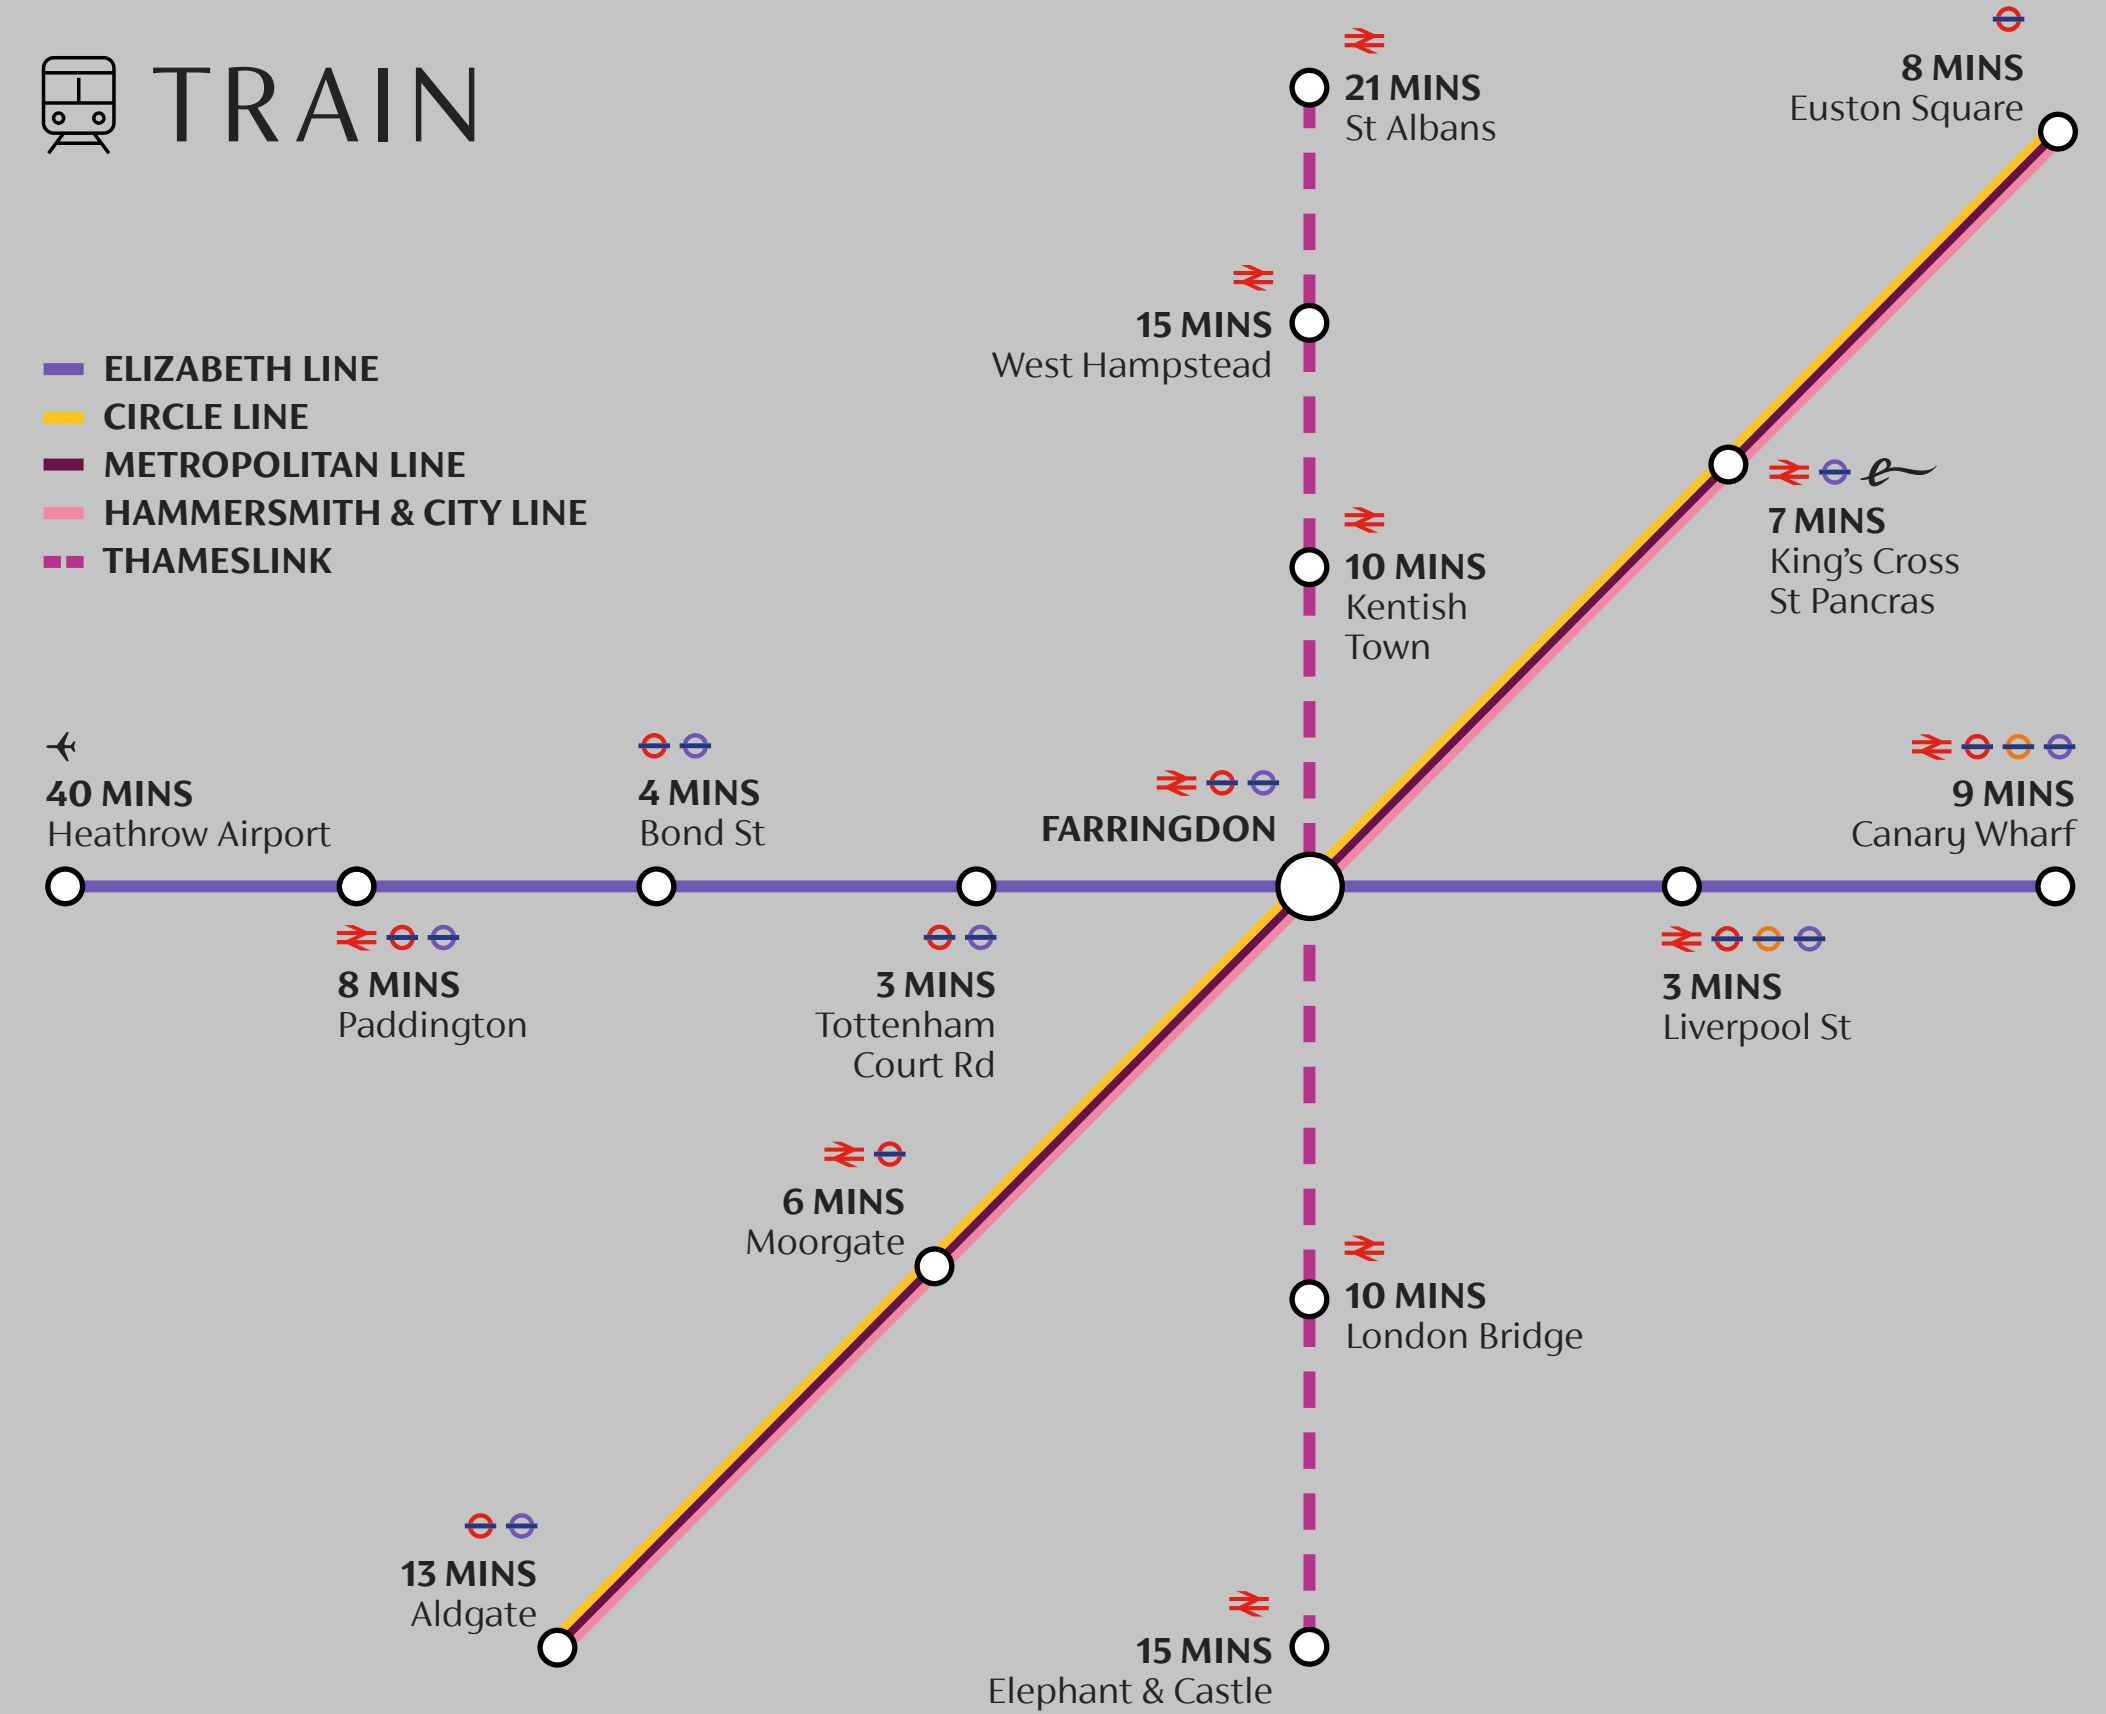 TRAIN
ELIZABETH LINE
CIRCLE LINE
METROPOLITAN LINE
HAMMERSMITH & CITY LINE
THAMESLINK
21 MINS
St Albans
8 MINS
Euston Square
15 MINS
West Hampstead
7 MINS
King's Cross
St Pancras
10 MINS
Kentish
Town
40 MINS
Heathrow Airport
4 MINS
Bond St
FARRINGDON
9 MINS
Canary Wharf
8 MINS
Paddington
3 MINS
Tottenham
Court Rd
3 MINS
Liverpool St
6 MINS
Moorgate
10 MINS
London Bridge
13 MINS
Aldgate
15 MINS
Elephant & Castle